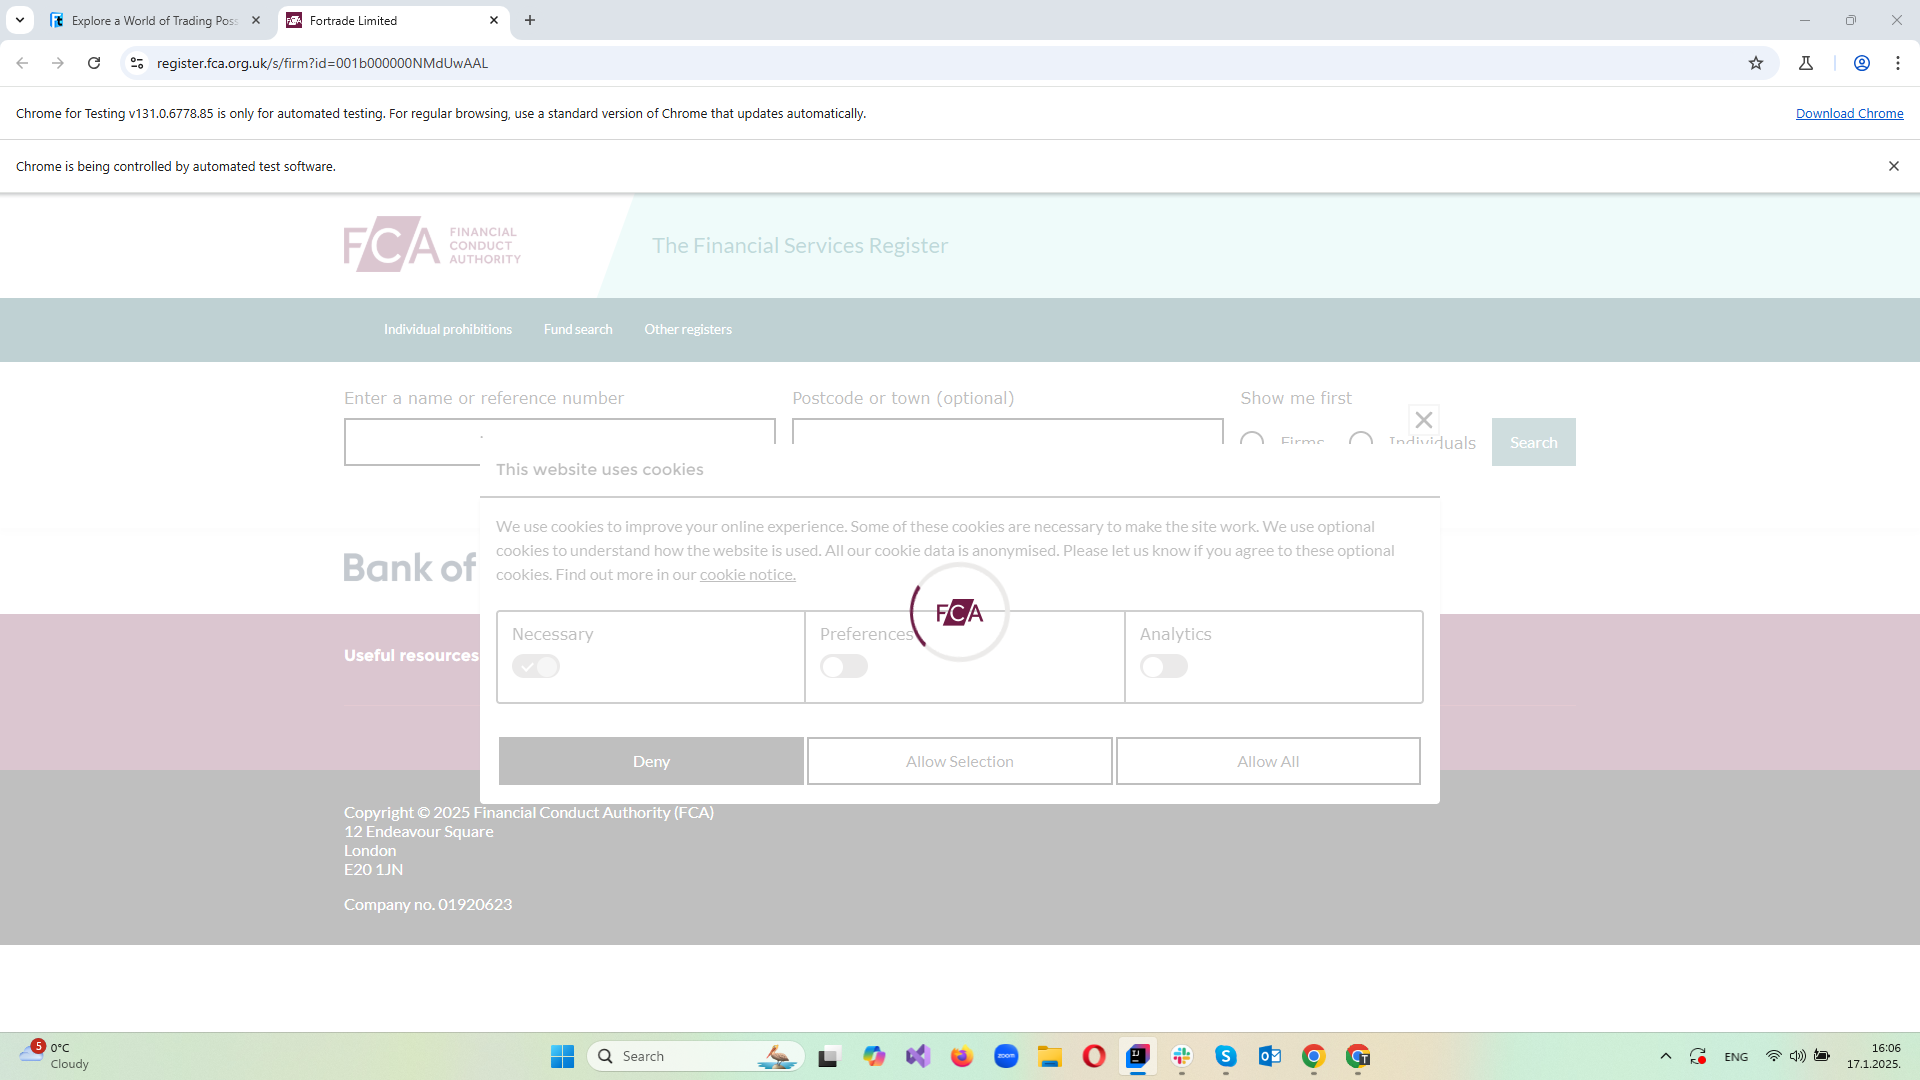 Explore a World of Trading Poss
Fortrade Limited
register.fca.org.uk/s/firm?id=001b000000NMdUwAAL
Chrome for Testing v131.0.6778.85 is only for automated testing. For regular browsing, use a standard version of Chrome that updates automatically.
Download Chrome
Chrome is being controlled by automated test software.
FCA
FINANCIAL
CONDUCT
AUTHORITY
The Financial Services Register
Individual prohibitions
Fund search
Other registers
Enter a name or reference number
Postcode or town (optional)
Show me first
Firms
Individuals
Search
This website uses cookies
We use cookies to improve your online experience. Some of these cookies are necessary to make the site work. We use optional
cookies to understand how the website is used. All our cookie data is anonymised. Please let us know if you agree to these optional
cookies. Find out more in our cookie notice.
Bank of
FCA
Necessary
Preferences
Analytics
Useful resources
Deny
Allow Selection
Allow All
Copyright © 2025 Financial Conduct Authority (FCA)
12 Endeavour Square
London
E20 1JN
Company no. 01920623
5
0°C
Cloudy
Search
zoom
ENG
16:06
17.1.2025.